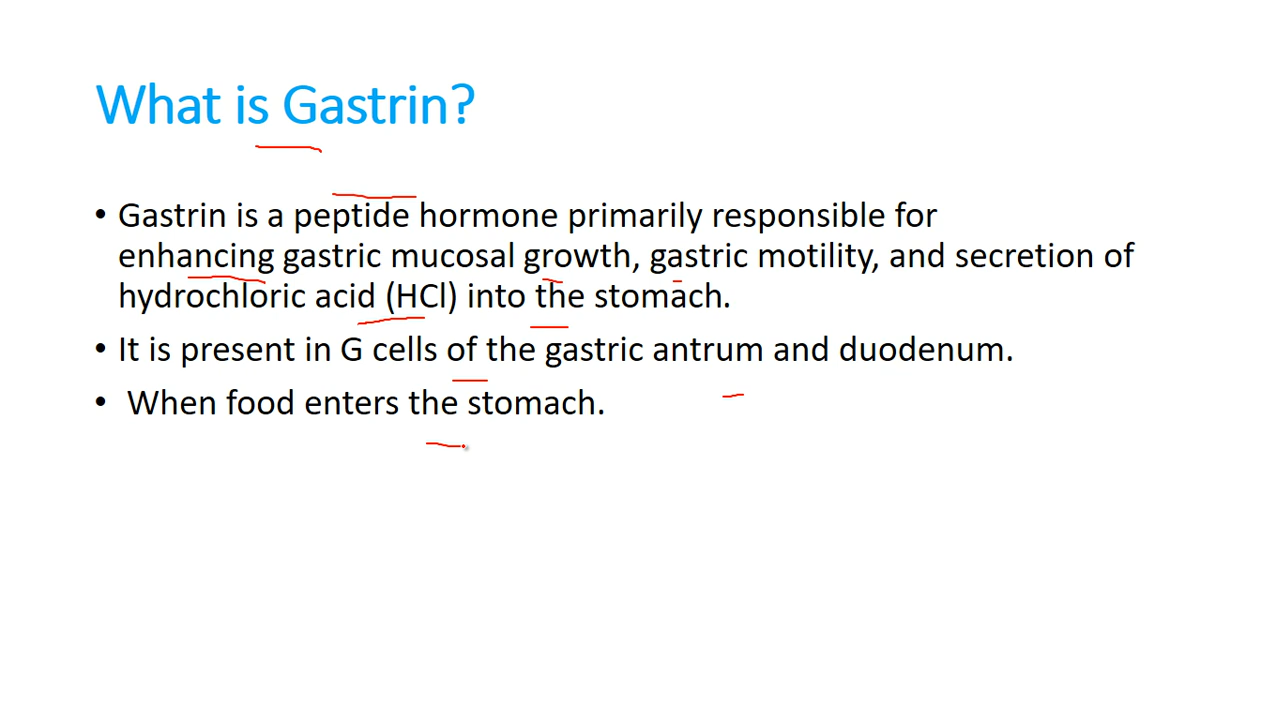 What is Gastrin?
• Gastrin is a peptide hormone primarily responsible for
enhancing gastric mucosal growth, gastric motility, and secretion of
hydrochloric acid (HCl) into the stomach.
• It is present in G cells of the gastric antrum and duodenum.
• When food enters the stomach.